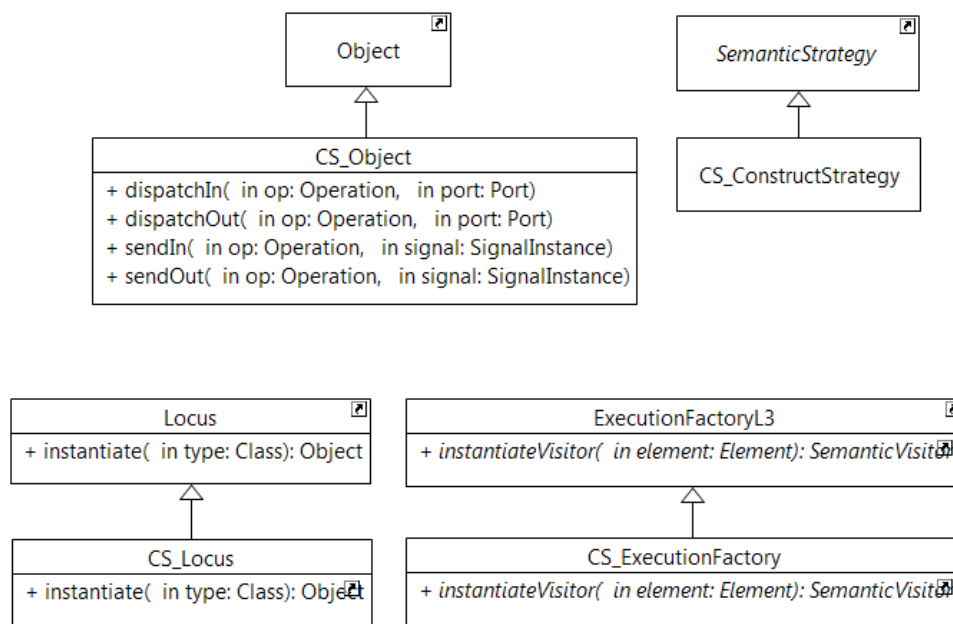 Object
SemanticStrategy
CS_Object
+ dispatchIn( in op: Operation, in port: Port)
+ dispatchOut( in op: Operation, in port: Port)
+ sendIn( in op: Operation, in signal: SignalInstance)
+ sendOut( in op: Operation, in signal: SignalInstance)
CS_ConstructStrategy
Locus
+ instantiate( in type: Class): Object
ExecutionFactoryL3
+ instantiateVisitor( in element: Element): SemanticVisitor
CS_Locus
+ instantiate( in type: Class): Object
CS_ExecutionFactory
+ instantiateVisitor( in element: Element): SemanticVisitor